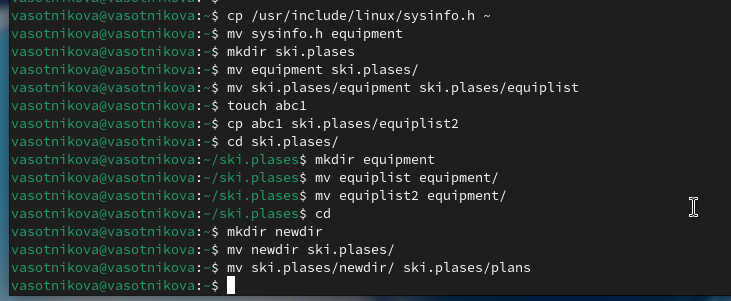 vasotnikova@vasotnikova:~$ cp /usr/include/linux/sysinfo.h ~
vasotnikova@vasotnikova:~$ mv sysinfo.h equipment
vasotnikova@vasotnikova:~$ mkdir ski.plases
vasotnikova@vasotnikova:~$ mv equipment ski.plases/
vasotnikova@vasotnikova:~$ mv ski.plases/equipment ski.plases/equiplist
vasotnikova@vasotnikova:~$ touch abc1
vasotnikova@vasotnikova:~$ cp abc1 ski.plases/equiplist2
vasotnikova@vasotnikova:~$ cd ski.plases/
vasotnikova@vasotnikova:~/ski.plases$ mkdir equipment
vasotnikova@vasotnikova:~/ski.plases$ mv equiplist equipment/
vasotnikova@vasotnikova:~/ski.plases$ mv equiplist2 equipment/
vasotnikova@vasotnikova:~/ski.plases$ cd
vasotnikova@vasotnikova:~$ mkdir newdir
vasotnikova@vasotnikova:~$ mv newdir ski.plases/
vasotnikova@vasotnikova:~$ mv ski.plases/newdir/ ski.plases/plans
vasotnikova@vasotnikova:~$